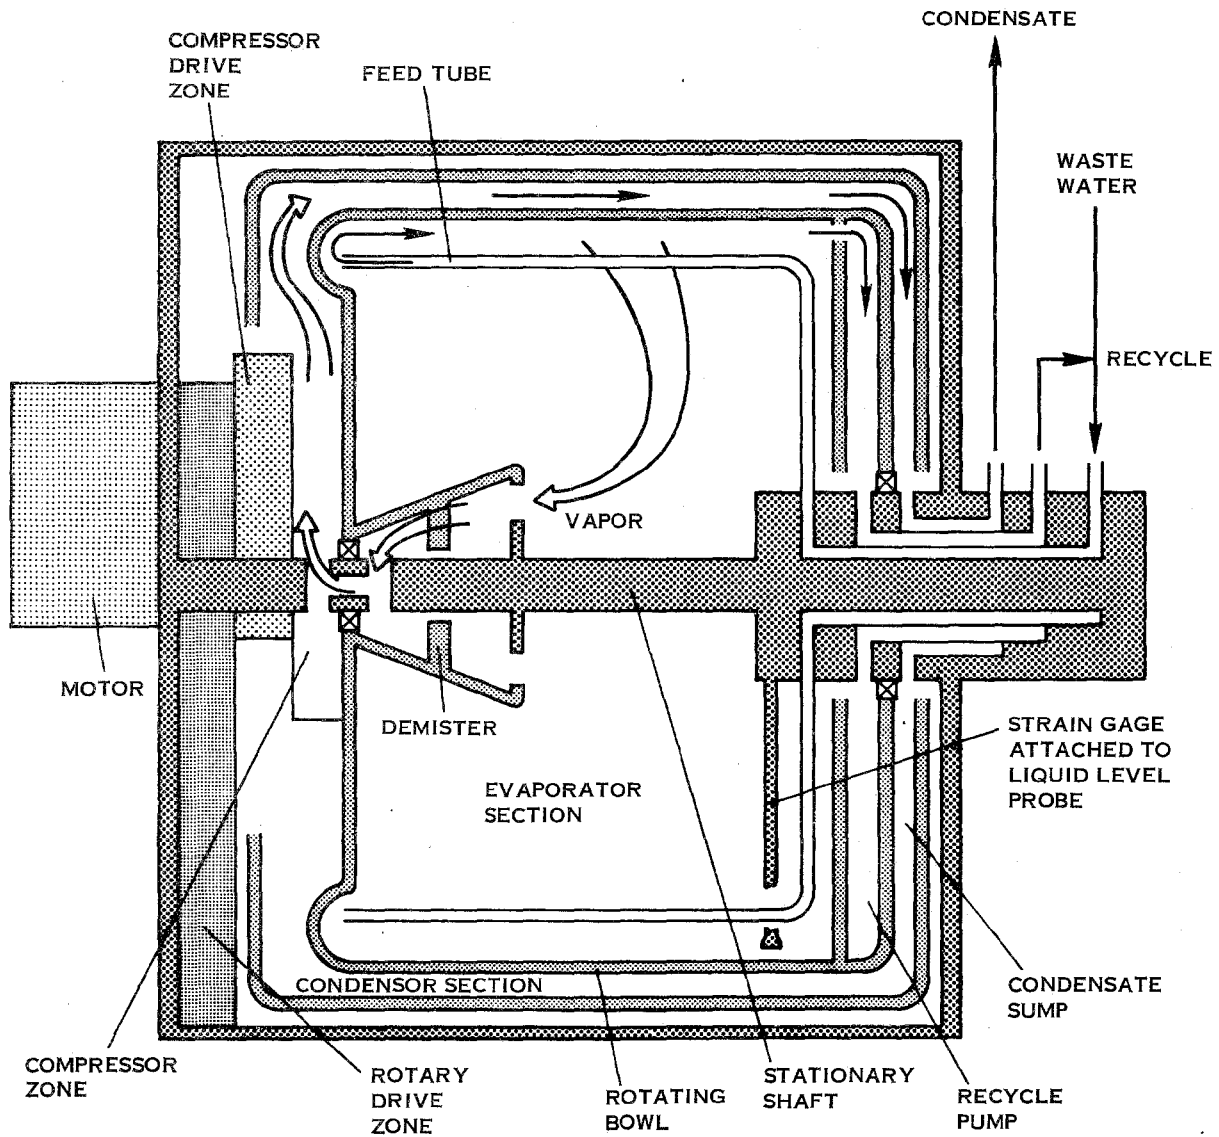 CONDENSATE
COMPRESSOR
DRIVE
ZONE
FEED TUBE
WASTE
WATER
RECYCLE
VAPOR
MOTOR
DEMISTER
STRAIN GAGE
ATTACHED TO
LIQUID LEVEL
PROBE
EVAPORATOR
SECTION
CONDENSOR SECTION
CONDENSATE
SUMP
COMPRESSOR
ZONE
ROTARY
DRIVE
ZONE
ROTATING
BOWL
STATIONARY
SHAFT
RECYCLE
PUMP